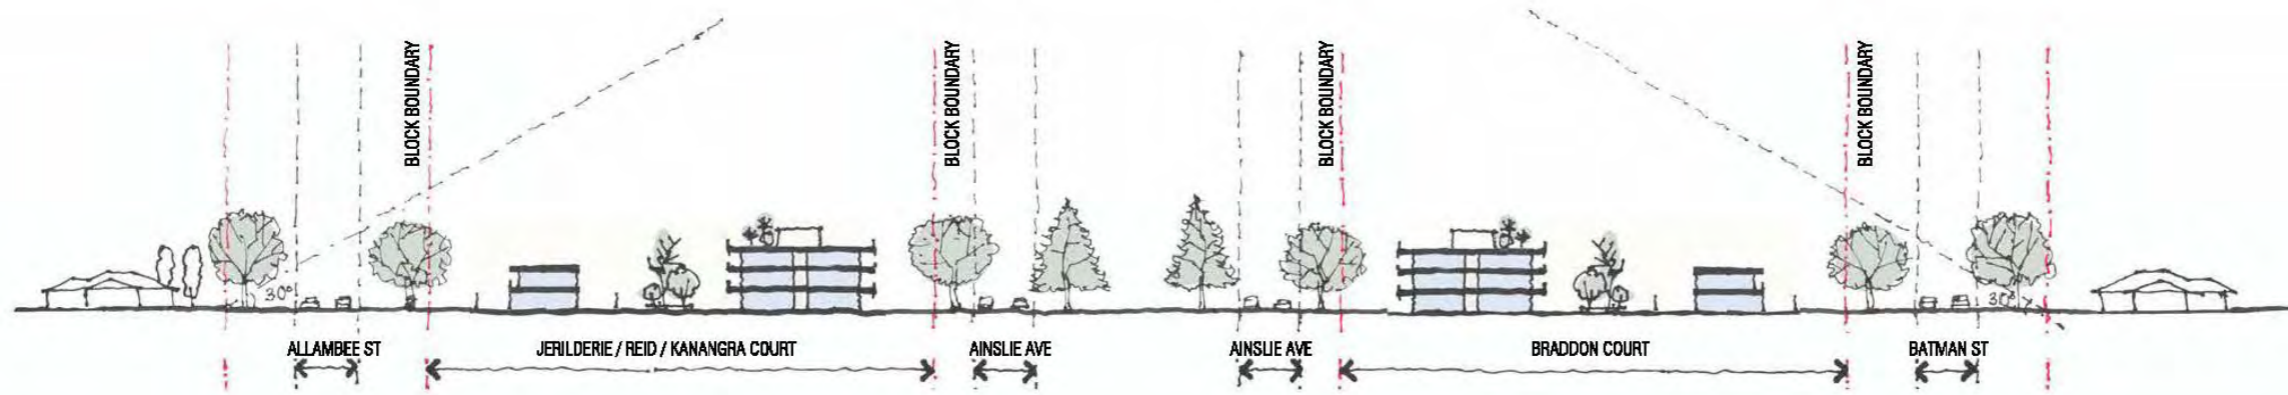 BLOCK BOUNDARY
BLOCK BOUNDARY
BLOCK BOUNDARY
BLOCK BOUNDARY
30°
30°
ALLAMBEE ST
JERILDERIE / REID / KANANGRA COURT
AINSLIE AVE
AINSLIE AVE
BRADDON COURT
BATMAN ST